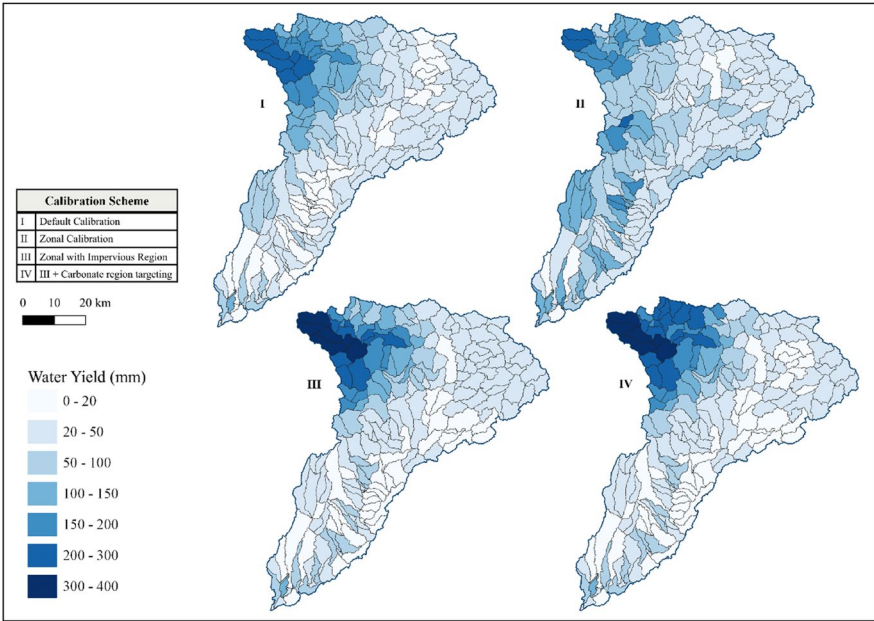 I
II
Calibration Scheme
I Default Calibration
II Zonal Calibration
III Zonal with Impervious Region
IV III + Carbonate region targeting
0 10 20 km
III
IV
Water Yield (mm)
0 - 20
20 - 50
50 - 100
100 - 150
150 - 200
200 - 300
300 - 400